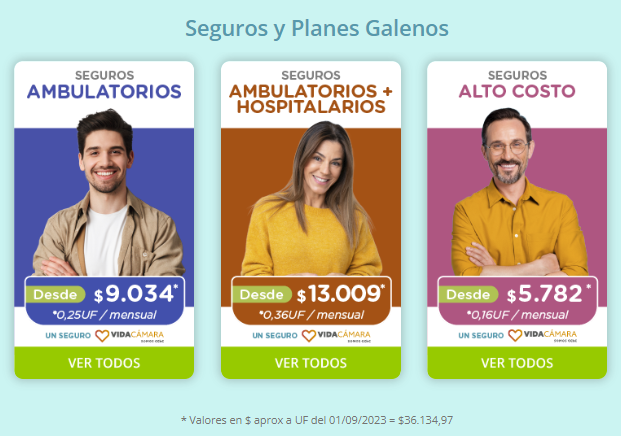 Seguros y Planes Galenos
SEGUROS
AMBULATORIOS
Desde $9.034*
*0,25UF / mensual
UN SEGURO VIDACÁMARA
VER TODOS
SEGUROS
AMBULATORIOS +
HOSPITALARIOS
Desde $13.009*
*0,36UF / mensual
UN SEGURO VIDACÁMARA
VER TODOS
SEGUROS
ALTO COSTO
Desde $5.782*
*0,16UF / mensual
UN SEGURO VIDACÁMARA
VER TODOS
* Valores en $ aprox a UF del 01/09/2023 = $36.134,97